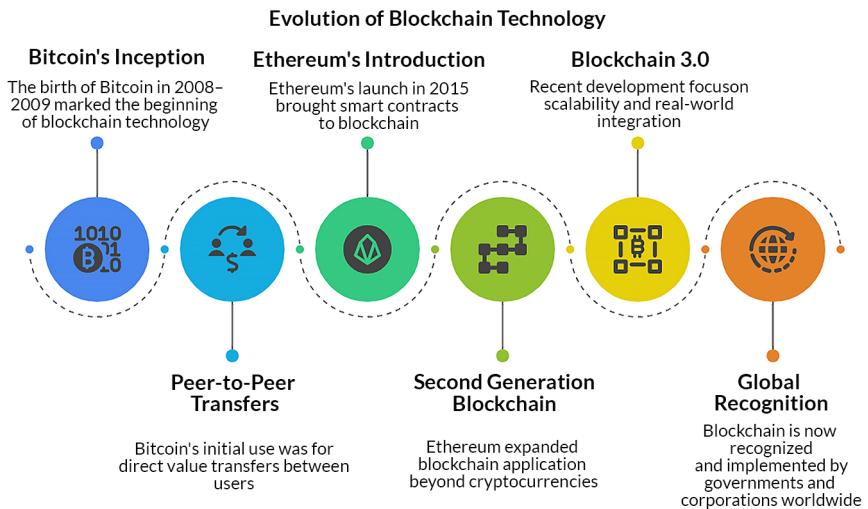 Evolution of Blockchain Technology
Bitcoin's Inception
The birth of Bitcoin in 2008–
2009 marked the beginning
of blockchain technology
Ethereum's Introduction
Ethereum's launch in 2015
brought smart contracts
to blockchain
Blockchain 3.0
Recent development focuson
scalability and real-world
integration
1010
01
0
B
$
B
Peer-to-Peer
Transfers
Bitcoin's initial use was for
direct value transfers between
users
Second Generation
Blockchain
Ethereum expanded
blockchain application
beyond cryptocurrencies
Global
Recognition
Blockchain is now
recognized
and implemented by
governments and
corporations worldwide